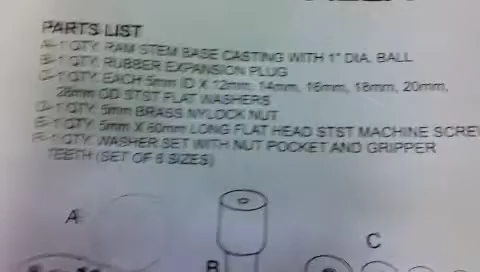 PARTS LIST
A-1 QTY: RAM STEM BASE CASTING WITH 1" DIA. BALL
B-1 QTY: RUBBER EXPANSION PLUG
C-1 QTY: EACH 5mm ID X 12mm, 14mm, 16mm, 18mm, 20mm,
28mm OD STST FLAT WASHERS
D-1 QTY: 5mm BRASS NYLOCK NUT
E-1 QTY: 5mm X 60mm LONG FLAT HEAD STST MACHINE SCRE
F-1 QTY: WASHER SET WITH NUT POCKET AND GRIPPER
TEETH (SET OF 6 SIZES)
A
C
B